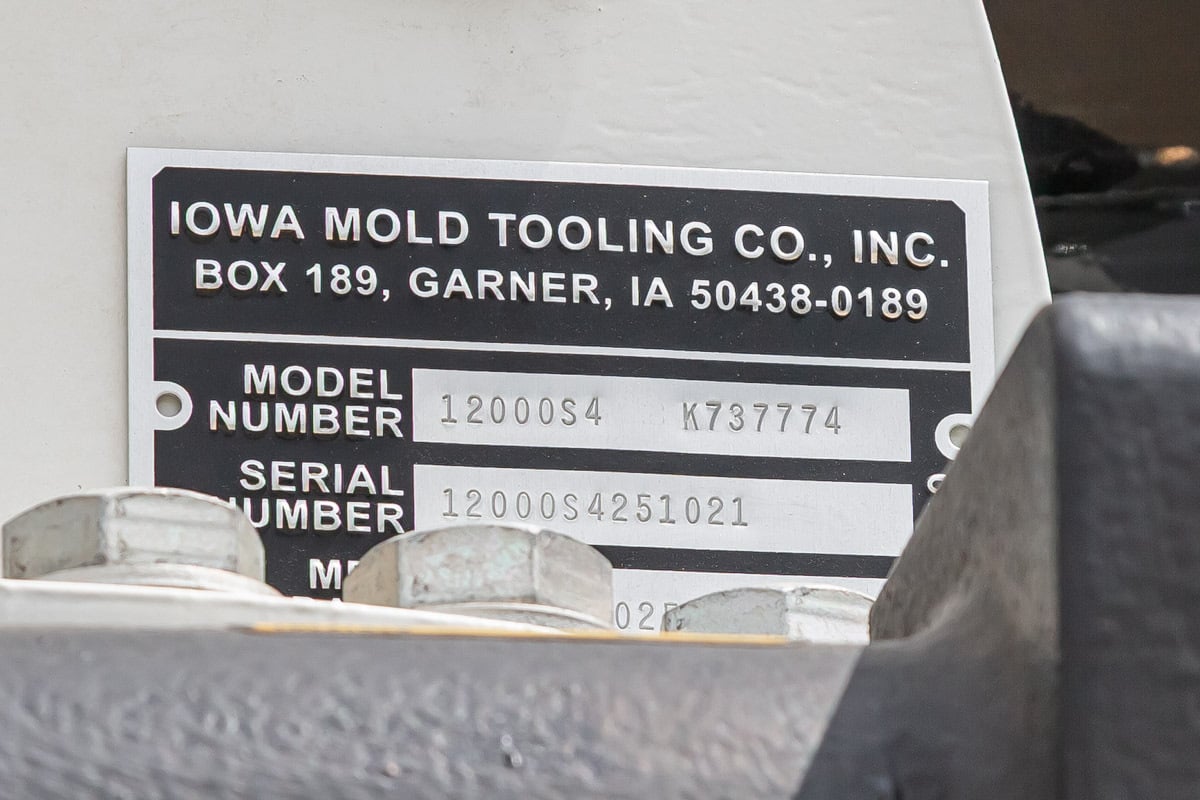 IOWA MOLD TOOLING CO., INC.
BOX 189, GARNER, IA 50438-0189
MODEL NUMBER 12000S4 K737774
SERIAL NUMBER 12000S4251021